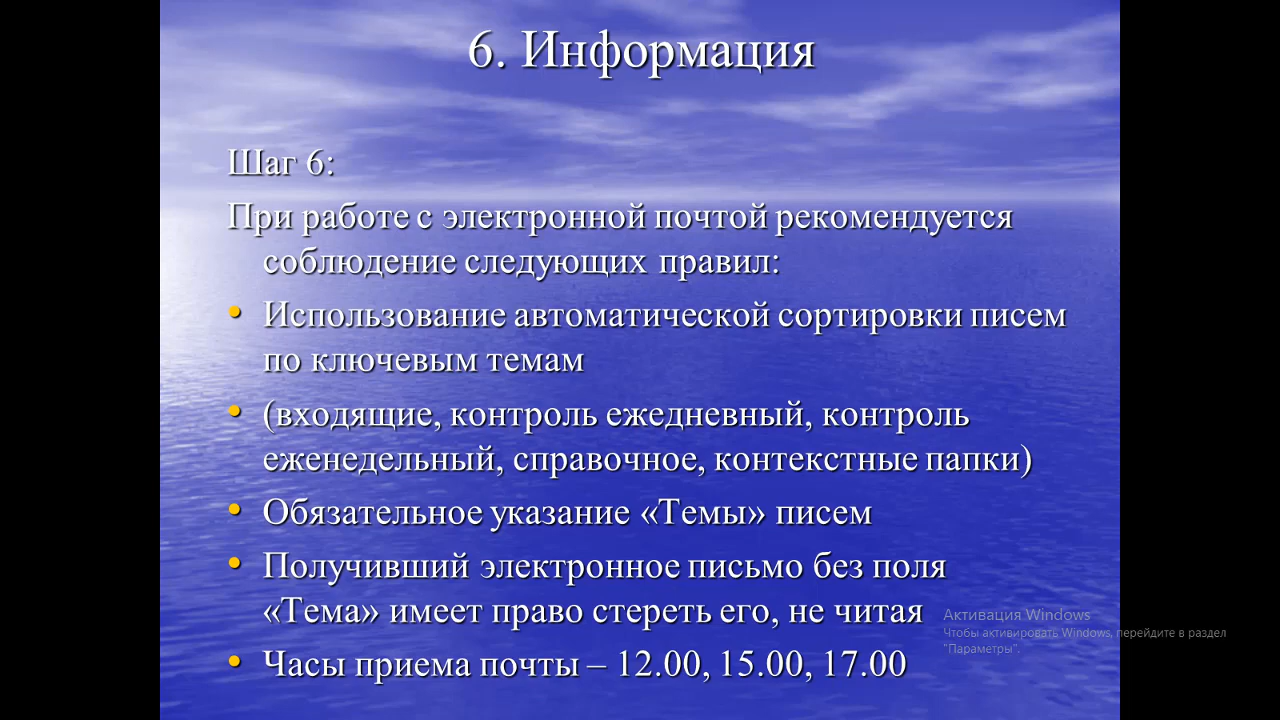 6. Информация
Шаг 6:
При работе с электронной почтой рекомендуется
соблюдение следующих правил:
• Использование автоматической сортировки писем
по ключевым темам
• (входящие, контроль ежедневный, контроль
еженедельный, справочное, контекстные папки)
• Обязательное указание «Темы» писем
• Получивший электронное письмо без поля
«Тема» имеет право стереть его, не читая
• Часы приема почты – 12.00, 15.00, 17.00
Активация Windows
Чтобы активировать Windows, перейдите в раздел
"Параметры".